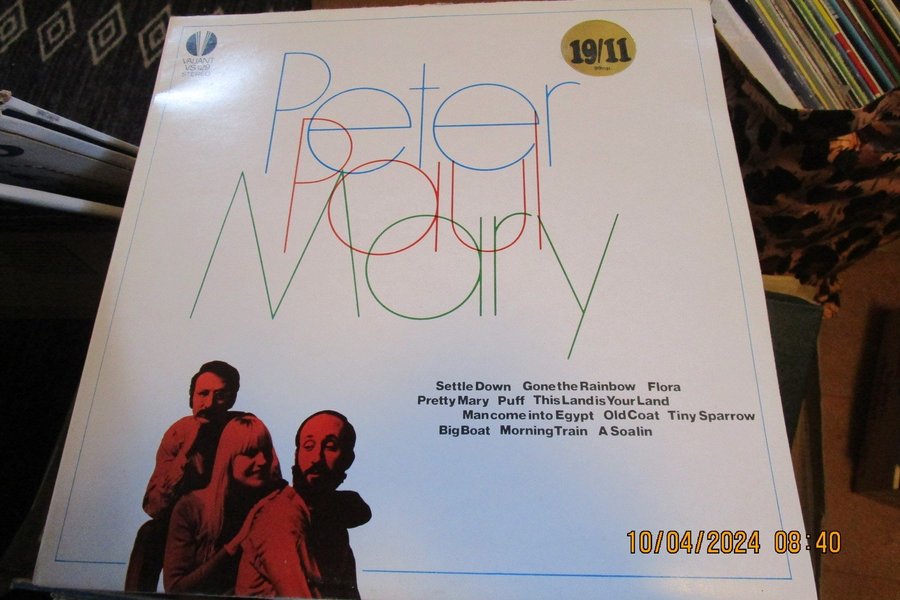 VALIANT
VS 129
STEREO
19/11
Peter
Paul
Mary
Settle Down Gone the Rainbow Flora
Pretty Mary Puff This Land is Your Land
Man come into Egypt Old Coat Tiny Sparrow
Big Boat Morning Train A Soalin
10/04/2024 08:40